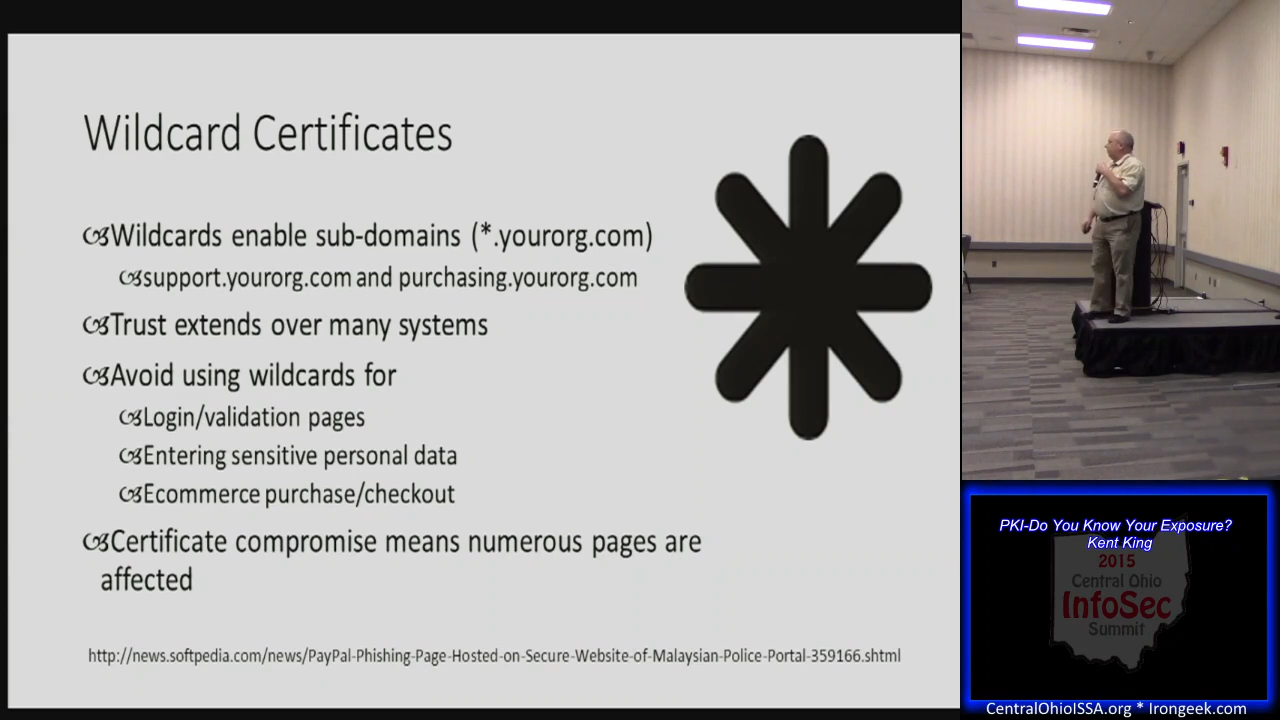 Wildcard Certificates
Wildcards enable sub-domains (*.yourorg.com)
support.yourorg.com and purchasing.yourorg.com
Trust extends over many systems
Avoid using wildcards for
Login/validation pages
Entering sensitive personal data
Ecommerce purchase/checkout
Certificate compromise means numerous pages are
affected
http://news.softpedia.com/news/PayPal-Phishing-Page-Hosted-on-Secure-Website-of-Malaysian-Police-Portal-359166.shtml
PKI-Do You Know Your Exposure?
Kent King
2015
Central Ohio
InfoSec
Summit
CentralOhioISSA.org * Irongeek.com